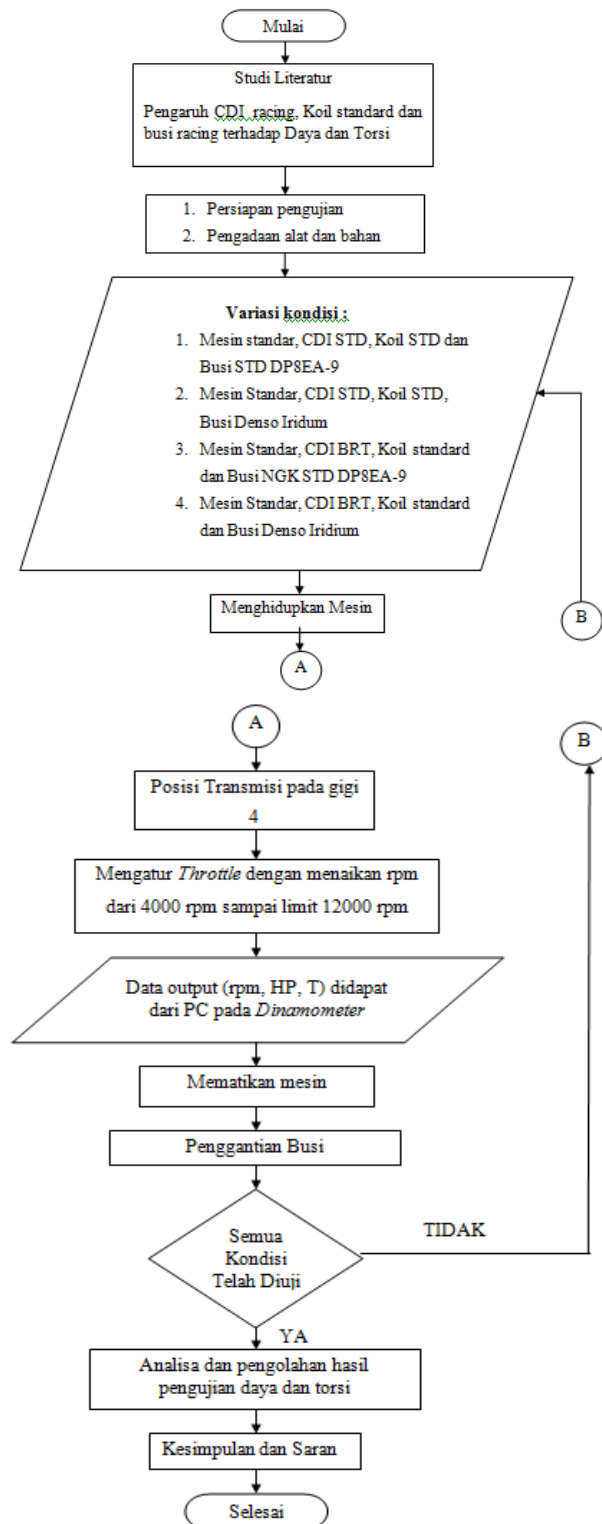 Mulai
Studi Literatur
Pengaruh CDI racing, Koil standard dan
busi racing terhadap Daya dan Torsi
1. Persiapan pengujian
2. Pengadaan alat dan bahan
Variasi kondisi :
1. Mesin standar, CDI STD, Koil STD dan
Busi STD DP8EA-9
2. Mesin Standar, CDI STD, Koil STD,
Busi Denso Iridum
3. Mesin Standar, CDI BRT, Koil standard
dan Busi NGK STD DP8EA-9
4. Mesin Standar, CDI BRT, Koil standard
dan Busi Denso Iridium
Menghidupkan Mesin
B
A
A
B
Posisi Transmisi pada gigi
4
Mengatur Throttle dengan menaikan rpm
dari 4000 rpm sampai limit 12000 rpm
Data output (rpm, HP, T) didapat
dari PC pada Dinamometer
Mematikan mesin
Penggantian Busi
Semua
Kondisi
Telah Diuji
TIDAK
YA
Analisa dan pengolahan hasil
pengujian daya dan torsi
Kesimpulan dan Saran
Selesai